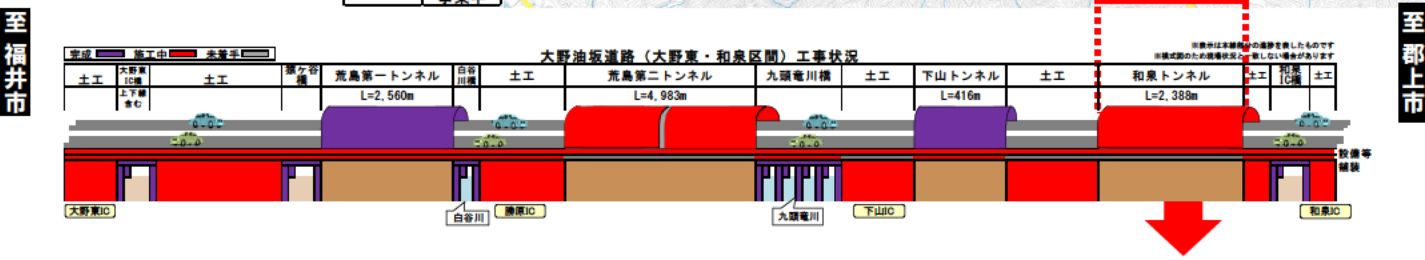 至 福井市
至 郡上市
大野油坂道路（大野東・和泉区間）工事状況
※表示は本線部分の進捗を表したものです
※模式図のため現場状況と一致しない場合があります
完成 施工中 未着手
土工 大野東IC橋 土工 猿ケ谷橋 荒島第一トンネル 白谷川橋 土工 荒島第二トンネル 九頭竜川橋 土工 下山トンネル 土工 和泉トンネル 土工 和泉IC橋 土工
上下線含む L=2,560m L=4,983m L=416m L=2,388m
設備等
舗装
大野東IC 白谷川 勝原IC 九頭竜川 下山IC 和泉IC